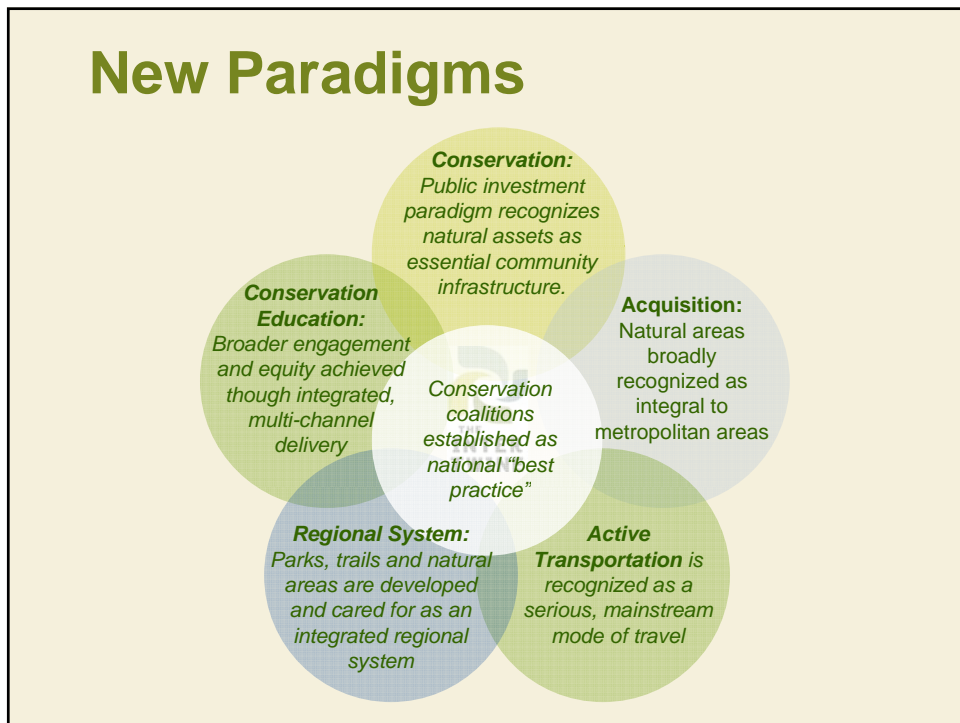 New Paradigms
Conservation:
Public investment
paradigm recognizes
natural assets as
essential community
infrastructure.
Conservation
Education:
Broader engagement
and equity achieved
though integrated,
multi-channel
delivery
Acquisition:
Natural areas
broadly
recognized as
integral to
metropolitan areas
Conservation
coalitions
established as
national “best
practice”
THE
INTER
TWINE
Regional System:
Parks, trails and natural
areas are developed
and cared for as an
integrated regional
system
Active
Transportation is
recognized as a
serious, mainstream
mode of travel